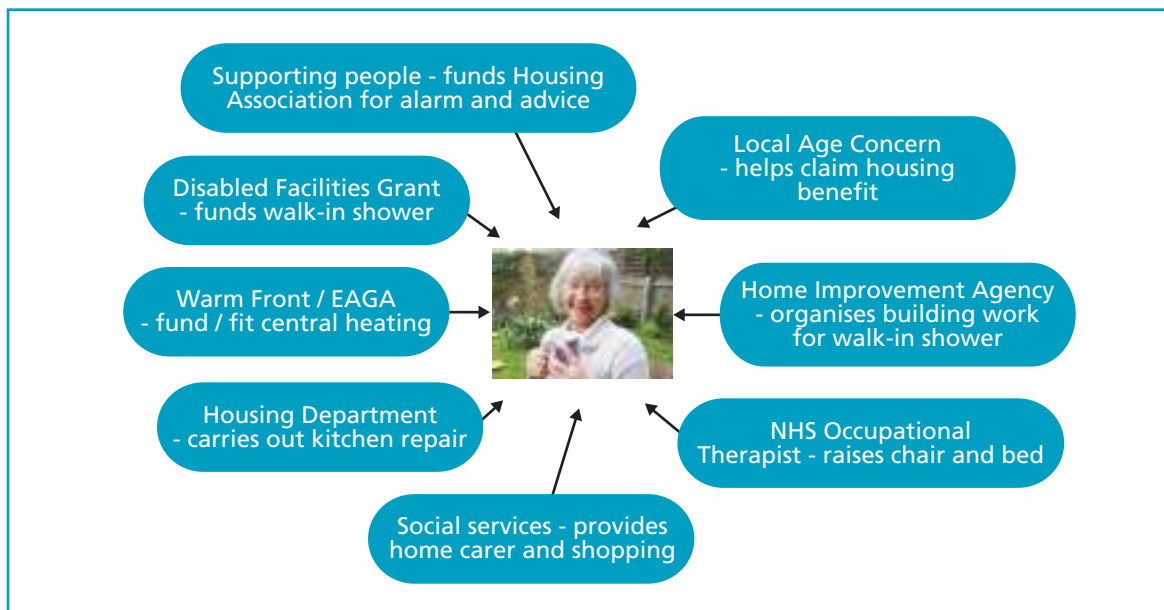 Supporting people - funds Housing
Association for alarm and advice
Local Age Concern
- helps claim housing
benefit
Disabled Facilities Grant
- funds walk-in shower
Warm Front / EAGA
- fund / fit central heating
Home Improvement Agency
- organises building work
for walk-in shower
Housing Department
- carries out kitchen repair
NHS Occupational
Therapist - raises chair and bed
Social services - provides
home carer and shopping